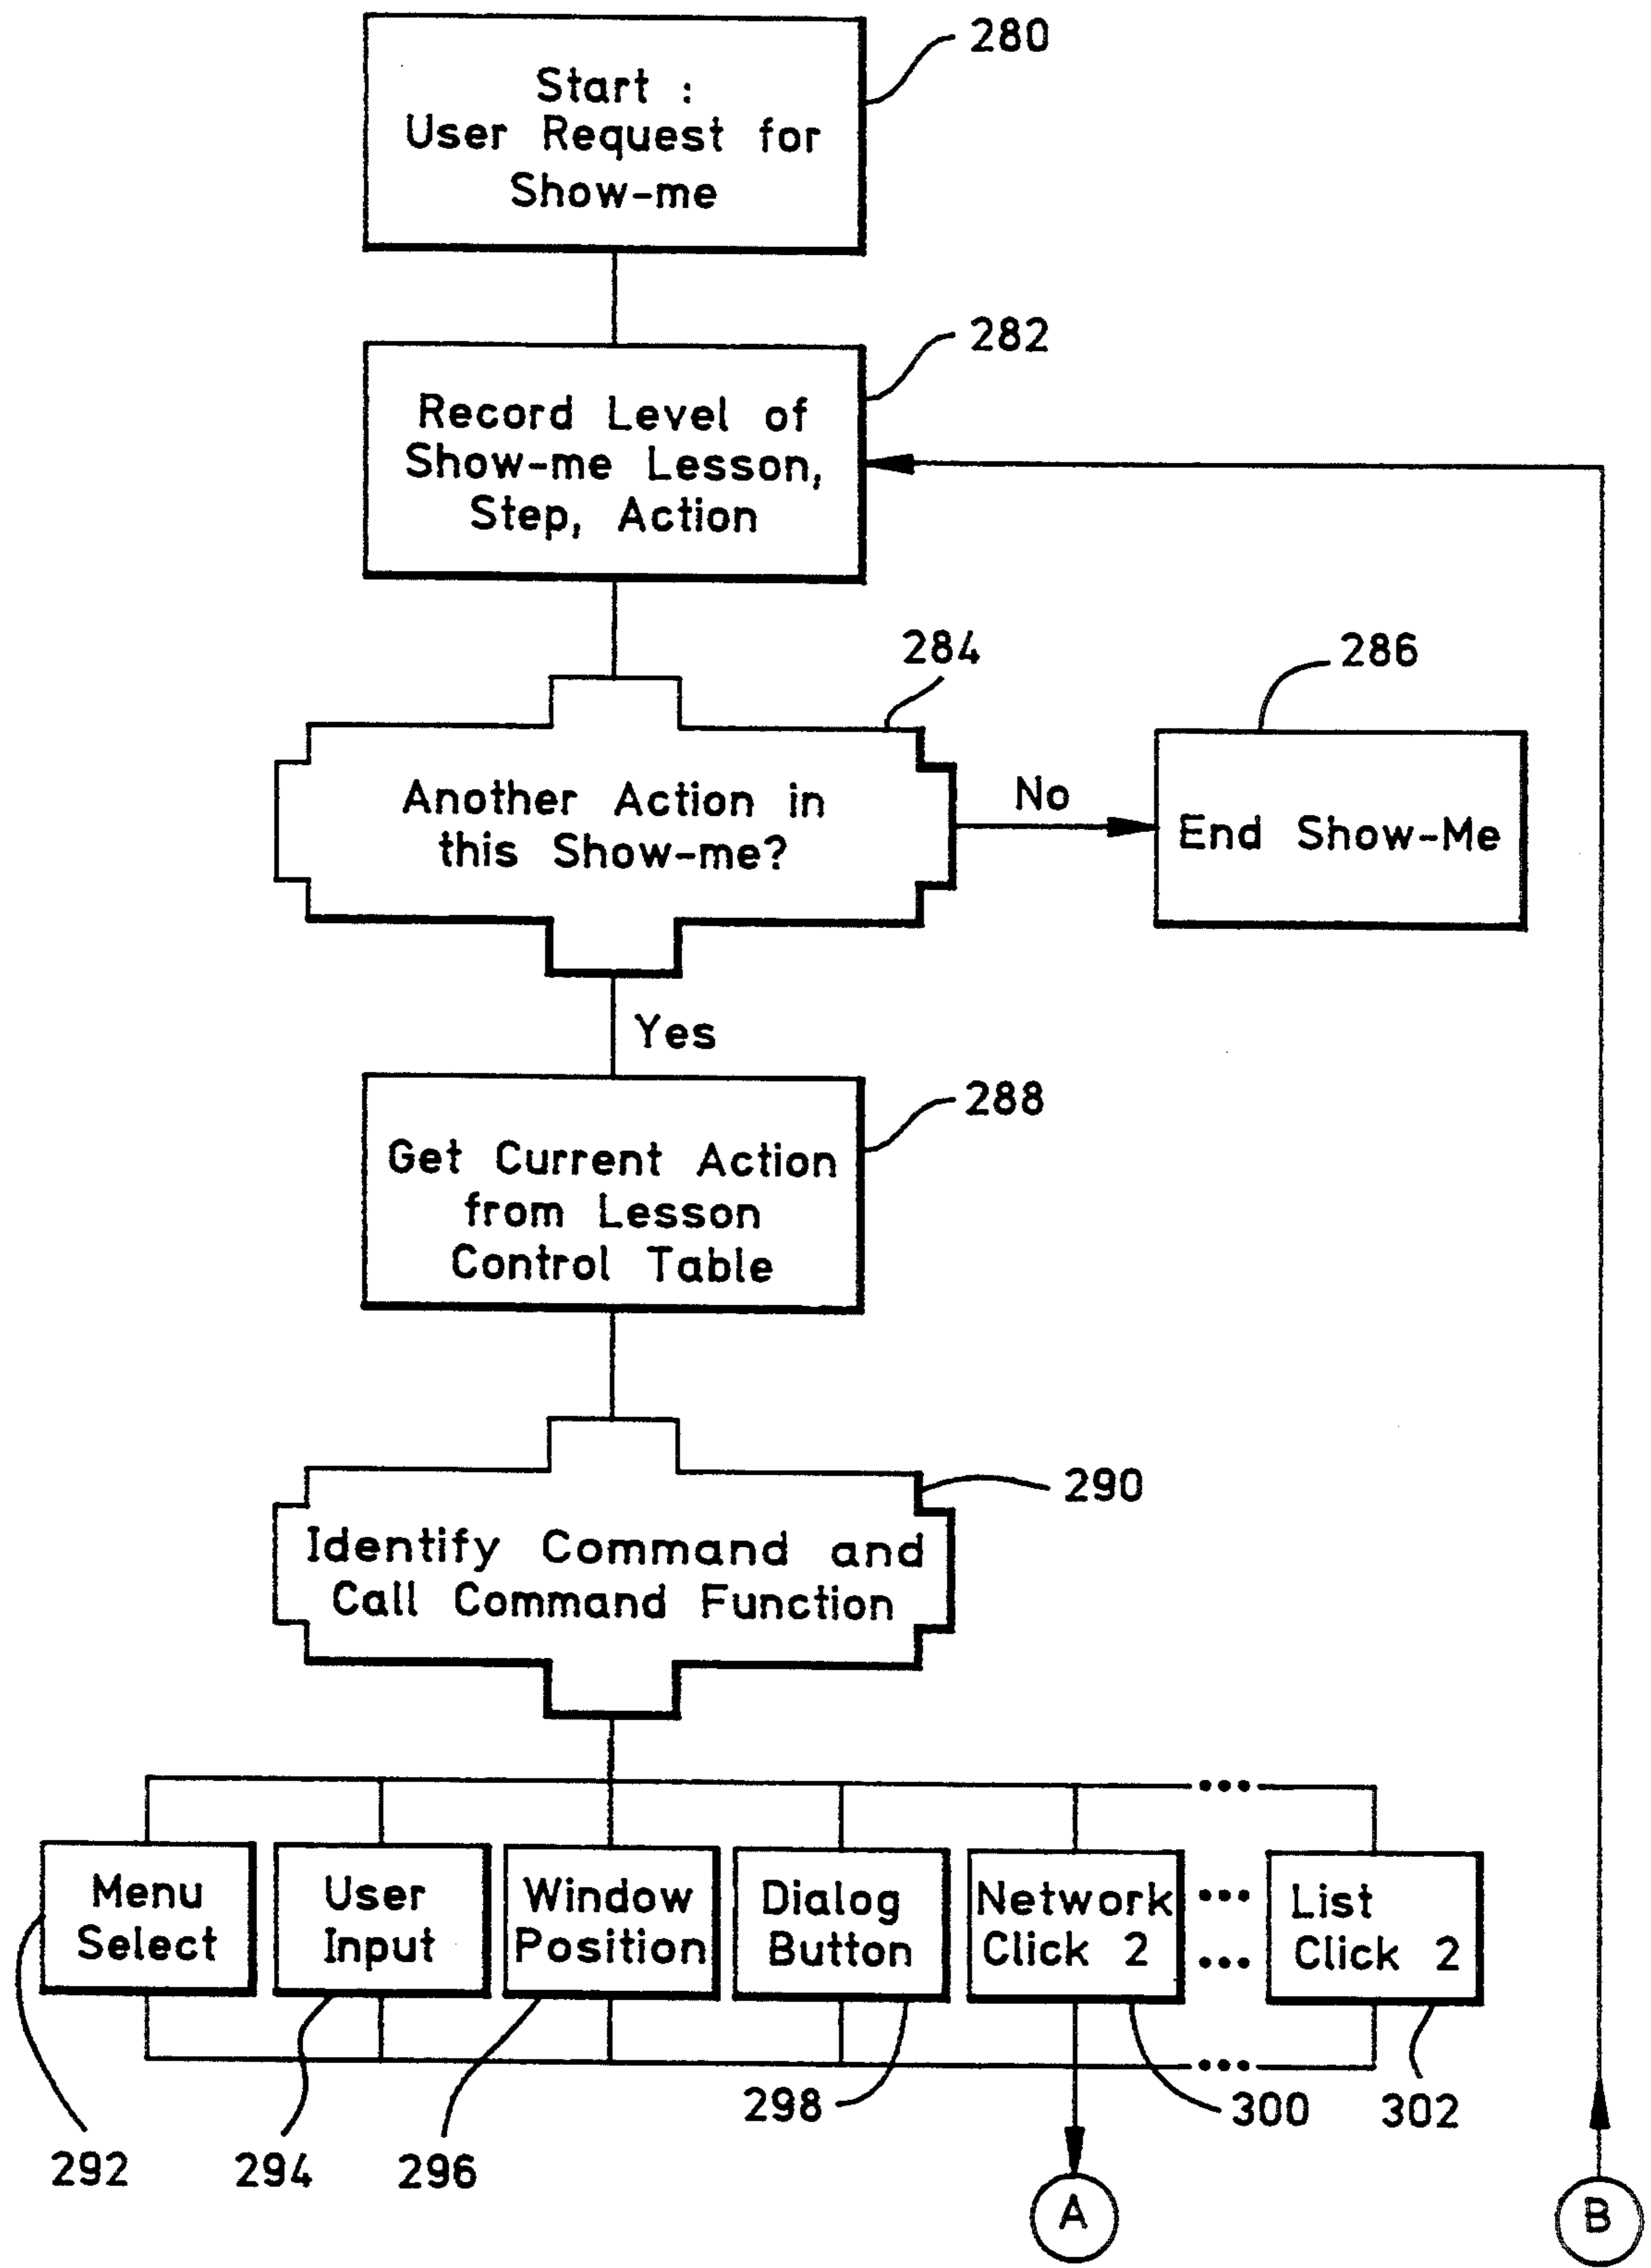 280
Start :
User Request for
Show-me
282
Record Level of
Show-me Lesson,
Step, Action
284
286
Another Action in
this Show-me?
No
End Show-Me
Yes
288
Get Current Action
from Lesson
Control Table
290
Identify Command and
Call Command Function
Menu
Select
User
Input
Window
Position
Dialog
Button
Network
Click 2
List
Click 2
292
294
296
298
300
302
A
B